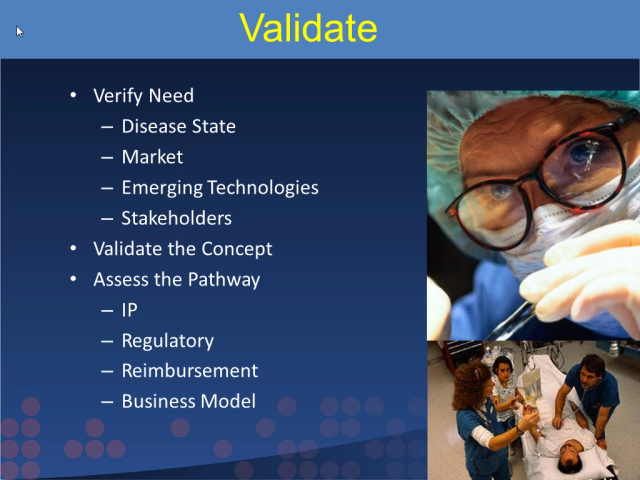 Validate
• Verify Need
– Disease State
– Market
– Emerging Technologies
– Stakeholders
• Validate the Concept
• Assess the Pathway
– IP
– Regulatory
– Reimbursement
– Business Model